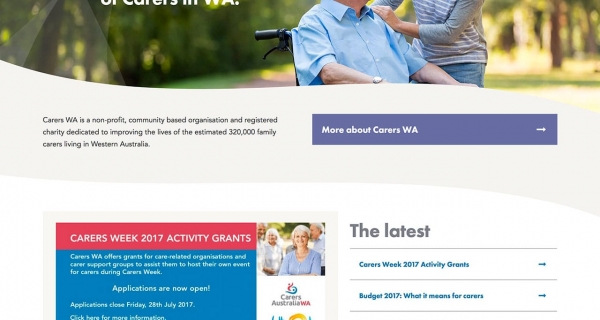 of Carers in WA.
Carers WA is a non-profit, community based organisation and registered
charity dedicated to improving the lives of the estimated 320,000 family
carers living in Western Australia.
More about Carers WA
CARERS WEEK 2017 ACTIVITY GRANTS
Carers WA offers grants for care-related organisations and
carer support groups to assist them to host their own event
for carers during Carers Week.
Applications are now open!
Applications close Friday, 28th July 2017.
Click here for more information.
Carers
AustraliaWA
The latest
Carers Week 2017 Activity Grants
Budget 2017: What it means for carers